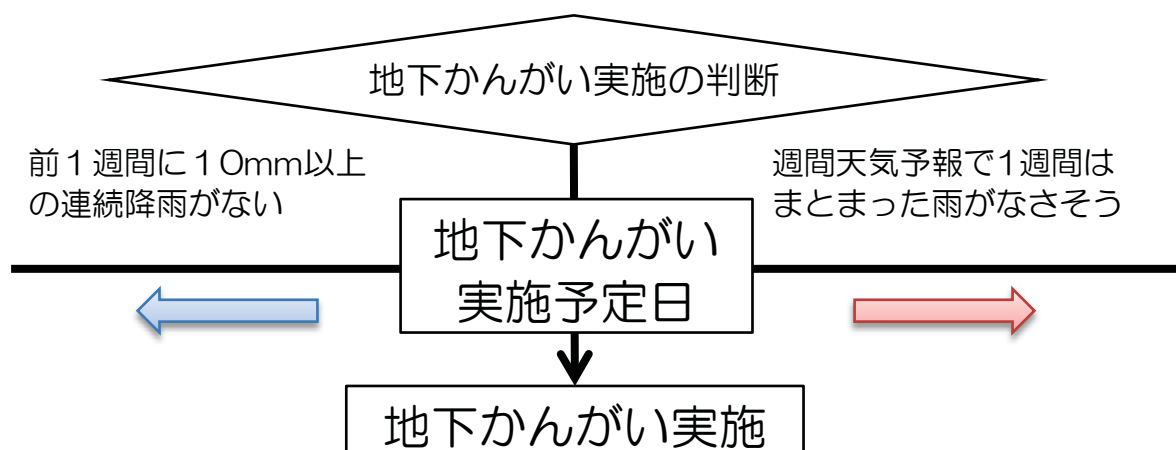 地下かんがい実施の判断
前１週間に１０mm以上
の連続降雨がない
週間天気予報で1週間は
まとまった雨がなさそう
地下かんがい
実施予定日
地下かんがい実施